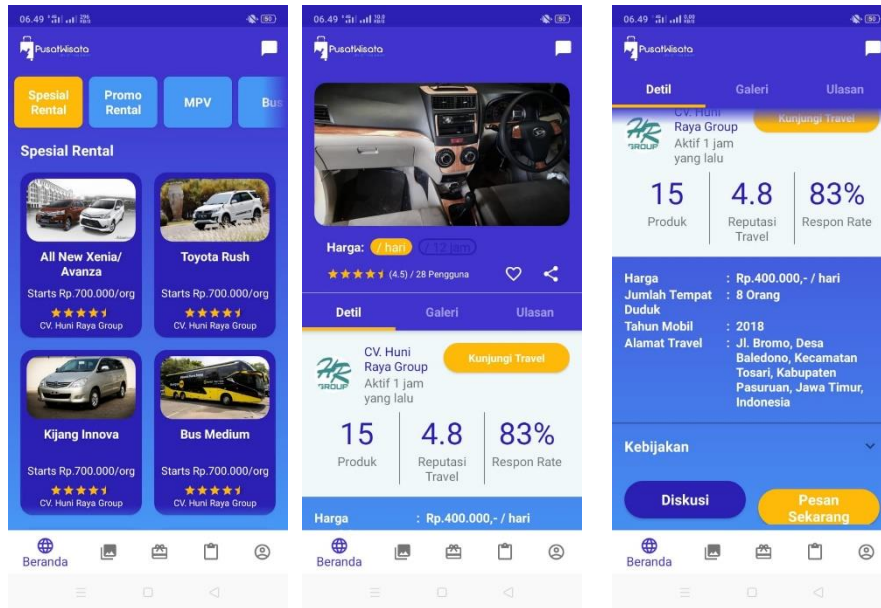 06.49
PusatWisata
Spesial
Rental
Promo
Rental
MPV
Bus
Spesial Rental
All New Xenia/
Avanza
Starts Rp.700.000/org
CV. Huni Raya Group
Toyota Rush
Starts Rp.700.000/org
CV. Huni Raya Group
Kijang Innova
Starts Rp.700.000/org
CV. Huni Raya Group
Bus Medium
Starts Rp.700.000/org
CV. Huni Raya Group
Beranda
06.49
PusatWisata
Harga: / hari / 12 jam
(4.5) / 28 Pengguna
Detil Galeri Ulasan
HR
GROUP
CV. Huni
Raya Group
Aktif 1 jam
yang lalu
Kunjungi Travel
15
Produk
4.8
Reputasi
Travel
83%
Respon Rate
Harga : Rp.400.000,- / hari
Beranda
06.49
PusatWisata
Detil Galeri Ulasan
HR
GROUP
CV. Huni
Raya Group
Aktif 1 jam
yang lalu
Kunjungi Travel
15
Produk
4.8
Reputasi
Travel
83%
Respon Rate
Harga : Rp.400.000,- / hari
Jumlah Tempat : 8 Orang
Duduk
Tahun Mobil : 2018
Alamat Travel : Jl. Bromo, Desa
Baledono, Kecamatan
Tosari, Kabupaten
Pasuruan, Jawa Timur,
Indonesia
Kebijakan
Diskusi
Pesan
Sekarang
Beranda